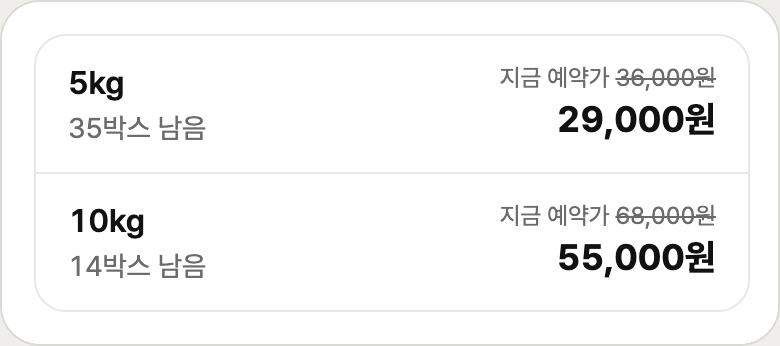 5kg
지금 예약가 36,000원
35박스 남음
29,000원
10kg
지금 예약가 68,000원
14박스 남음
55,000원